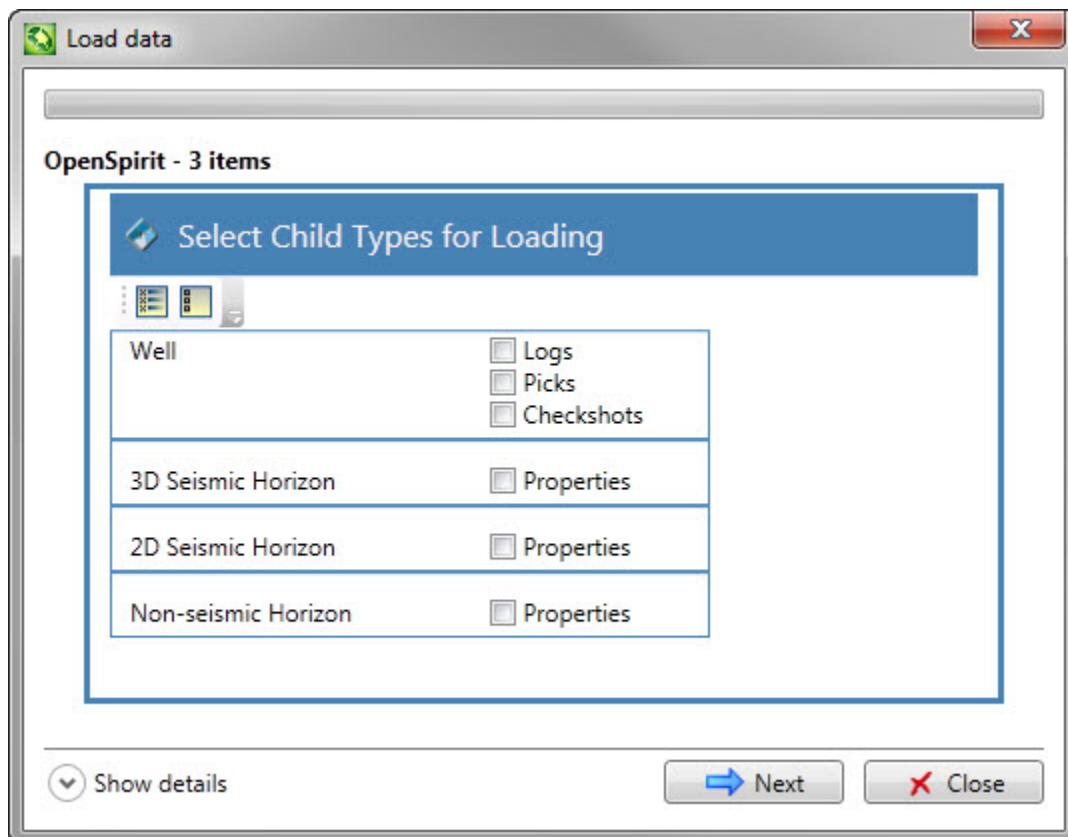 Load data
OpenSpirit - 3 items
Select Child Types for Loading
Well
Logs
Picks
Checkshots
3D Seismic Horizon
Properties
2D Seismic Horizon
Properties
Non-seismic Horizon
Properties
Show details
Next
Close